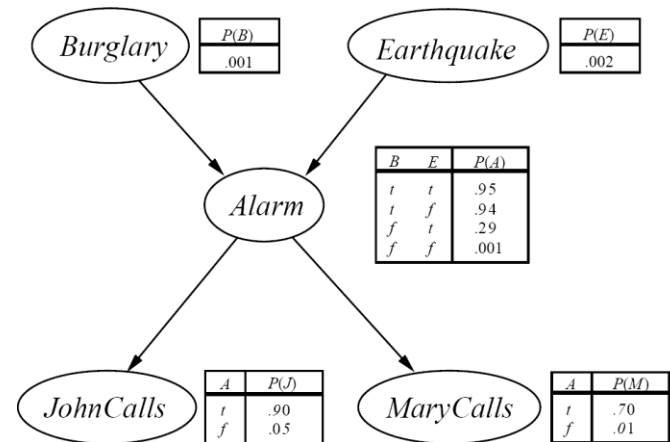 Burglary
P(B)
.001
Earthquake
P(E)
.002
Alarm
B E P(A)
t t .95
t f .94
f t .29
f f .001
JohnCalls
A P(J)
t .90
f .05
MaryCalls
A P(M)
t .70
f .01